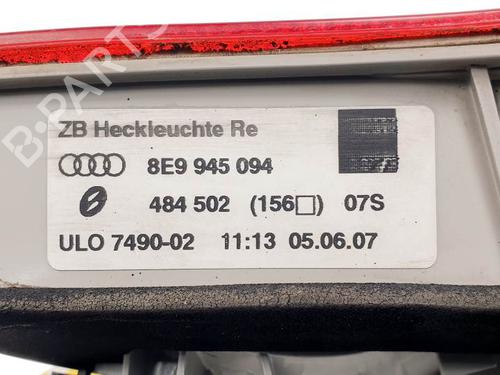 ZB Heckleuchte Re
8E9 945 094
484 502 (156□) 07S
ULO 7490-02 11:13 05.06.07
B-PARTS